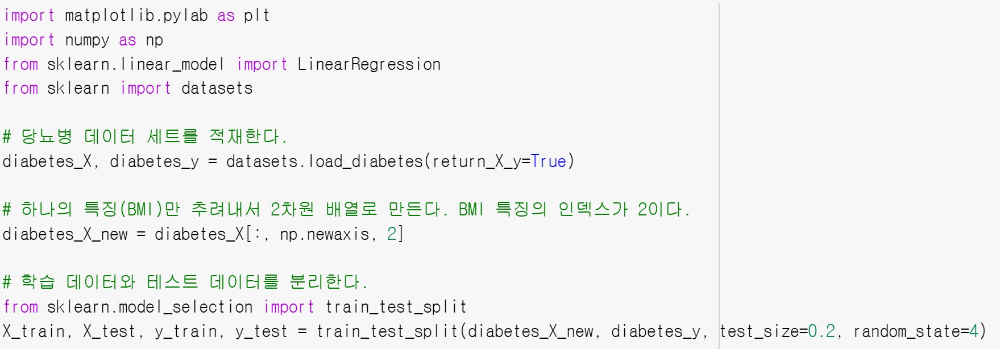 import matplotlib.pylab as plt
import numpy as np
from sklearn.linear_model import LinearRegression
from sklearn import datasets
# 당뇨병 데이터 세트를 적재한다.
diabetes_X, diabetes_y = datasets.load_diabetes(return_X_y=True)
# 하나의 특징(BMI)만 추려내서 2차원 배열로 만든다. BMI 특징의 인덱스가 2이다.
diabetes_X_new = diabetes_X[:, np.newaxis, 2]
# 학습 데이터와 테스트 데이터를 분리한다.
from sklearn.model_selection import train_test_split
X_train, X_test, y_train, y_test = train_test_split(diabetes_X_new, diabetes_y, test_size=0.2, random_state=4)